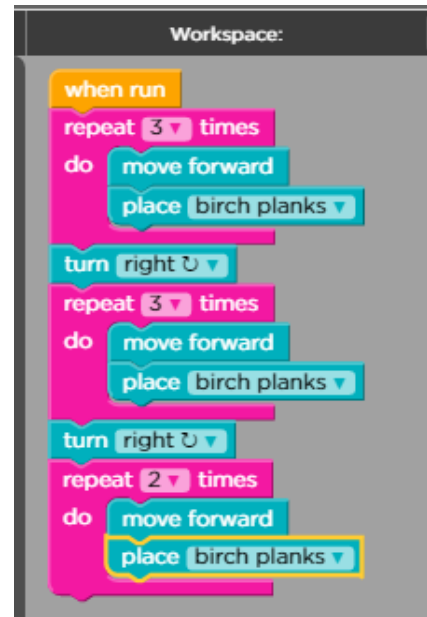 Workspace:
when run
repeat 3 times
do move forward
place birch planks
turn right
repeat 3 times
do move forward
place birch planks
turn right
repeat 2 times
do move forward
place birch planks